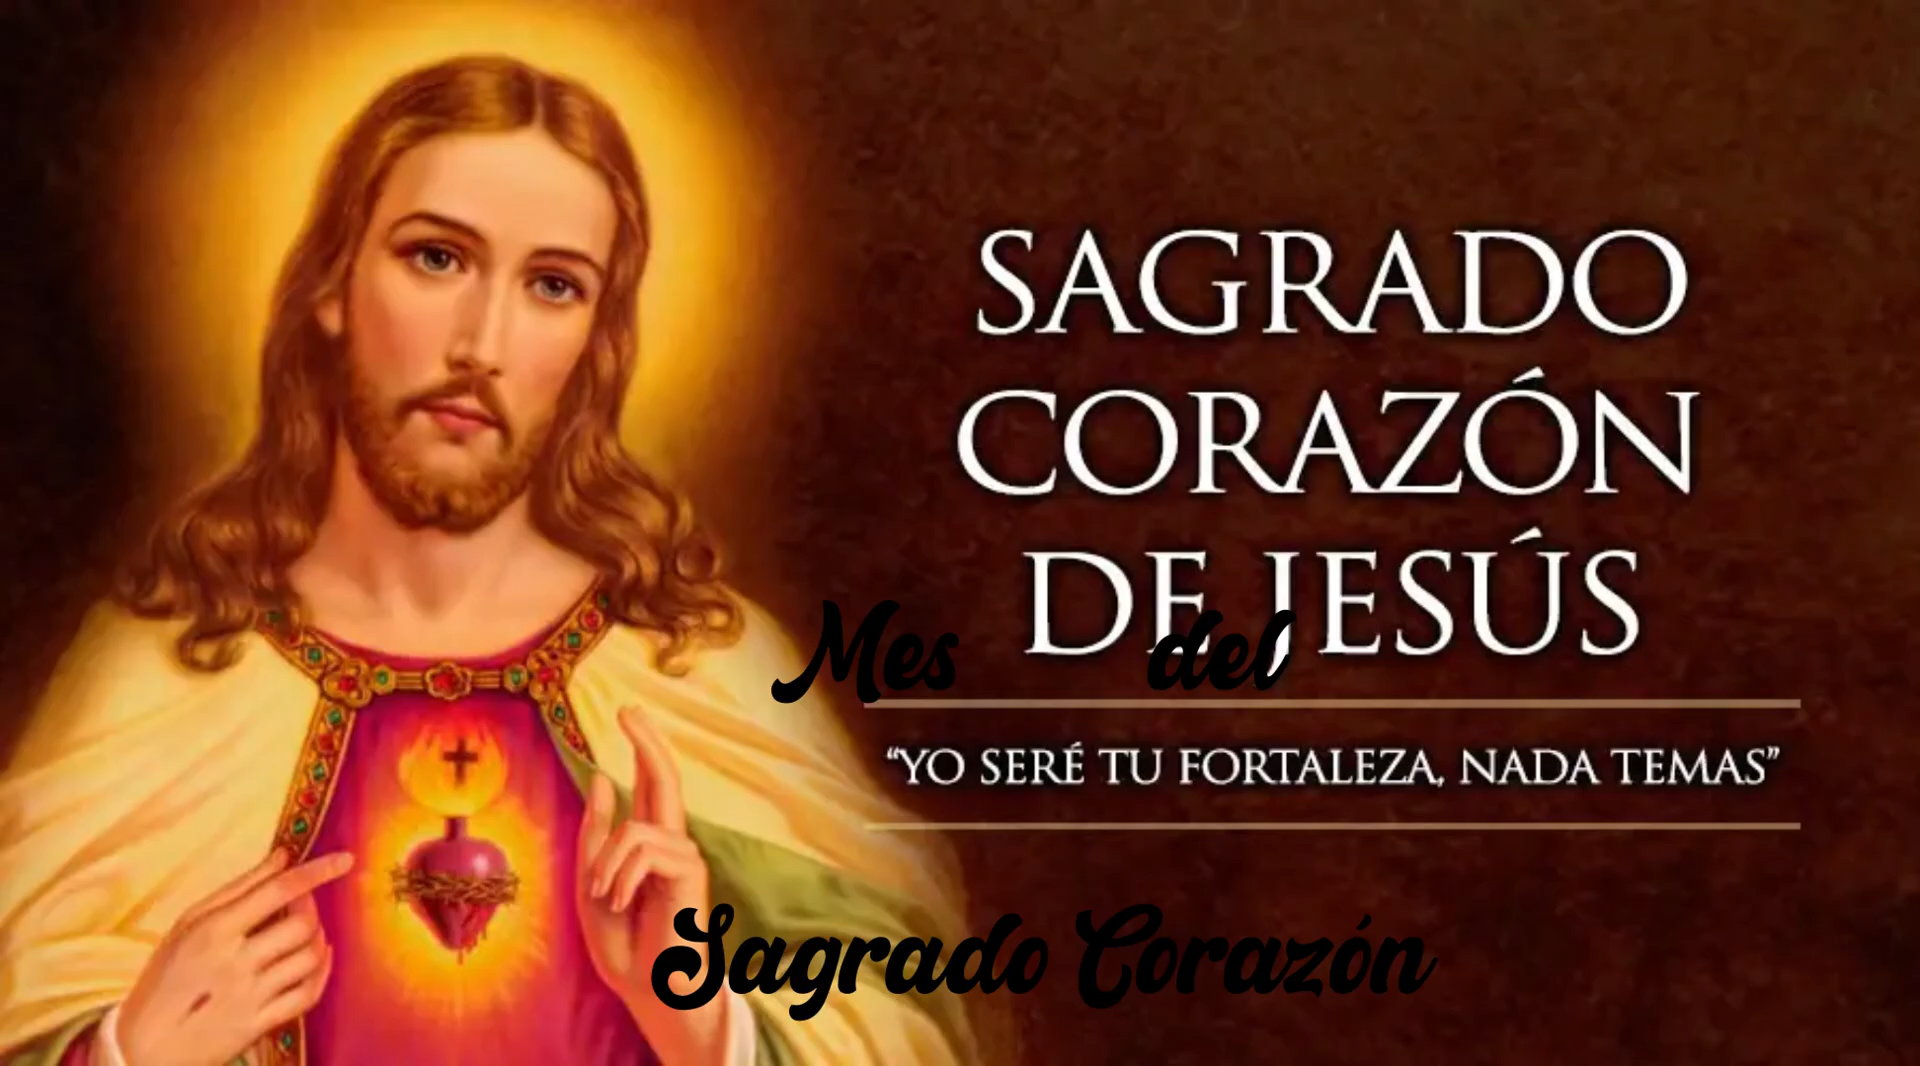 SAGRADO
CORAZÓN
DE JESÚS
Mes del
“YO SERÉ TU FORTALEZA, NADA TEMAS”
Sagrado Corazón